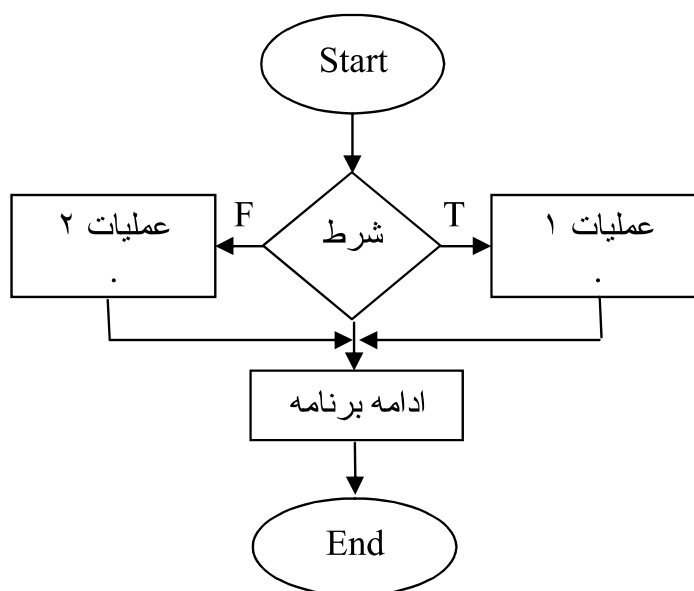 Start
شرط
T
F
عملیات ۱
.
عملیات ۲
.
ادامه برنامه
End